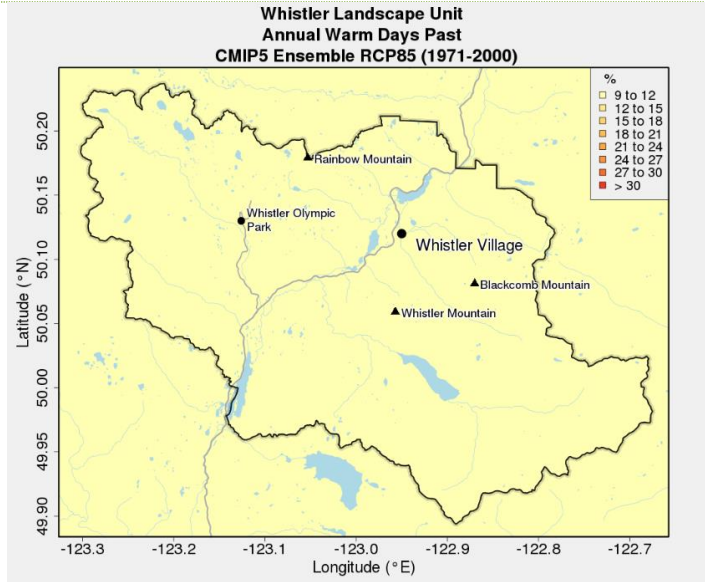 Whistler Landscape Unit
Annual Warm Days Past
CMIP5 Ensemble RCP85 (1971-2000)
%
9 to 12
12 to 15
15 to 18
18 to 21
21 to 24
24 to 27
27 to 30
> 30
Rainbow Mountain
Whistler Olympic
Park
Whistler Village
Blackcomb Mountain
Whistler Mountain
Latitude (°N)
50.20
50.15
50.10
50.05
50.00
49.95
49.90
-123.3 -123.2 -123.1 -123.0 -122.9 -122.8 -122.7
Longitude (°E)